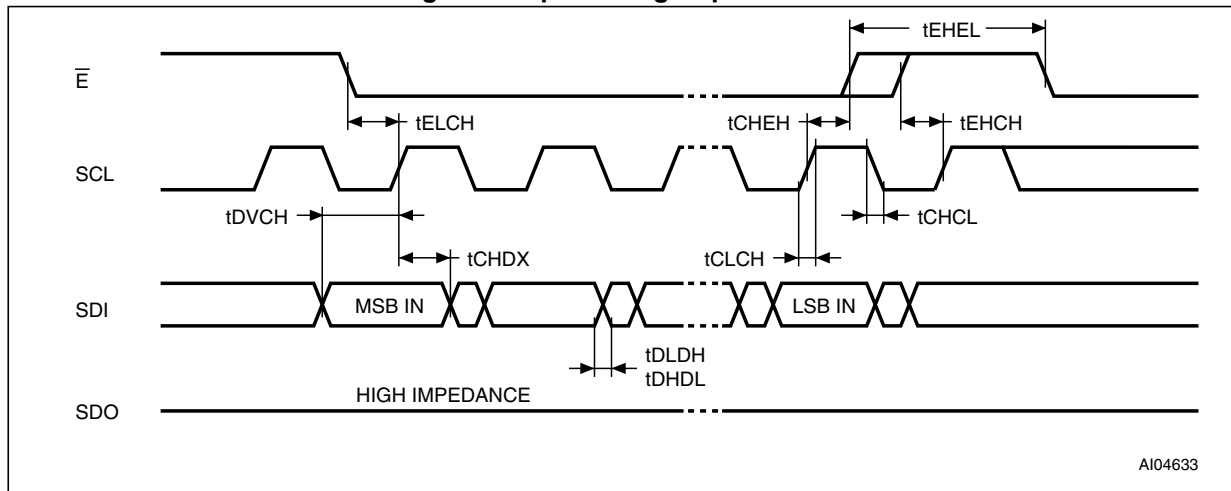 tEHEL
E
tELCH
tCHEH
tEHCH
SCL
tDVCH
tCHCL
tCHDX
tCLCH
SDI
MSB IN
LSB IN
tDLDH
tDHDL
HIGH IMPEDANCE
SDO
AI04633